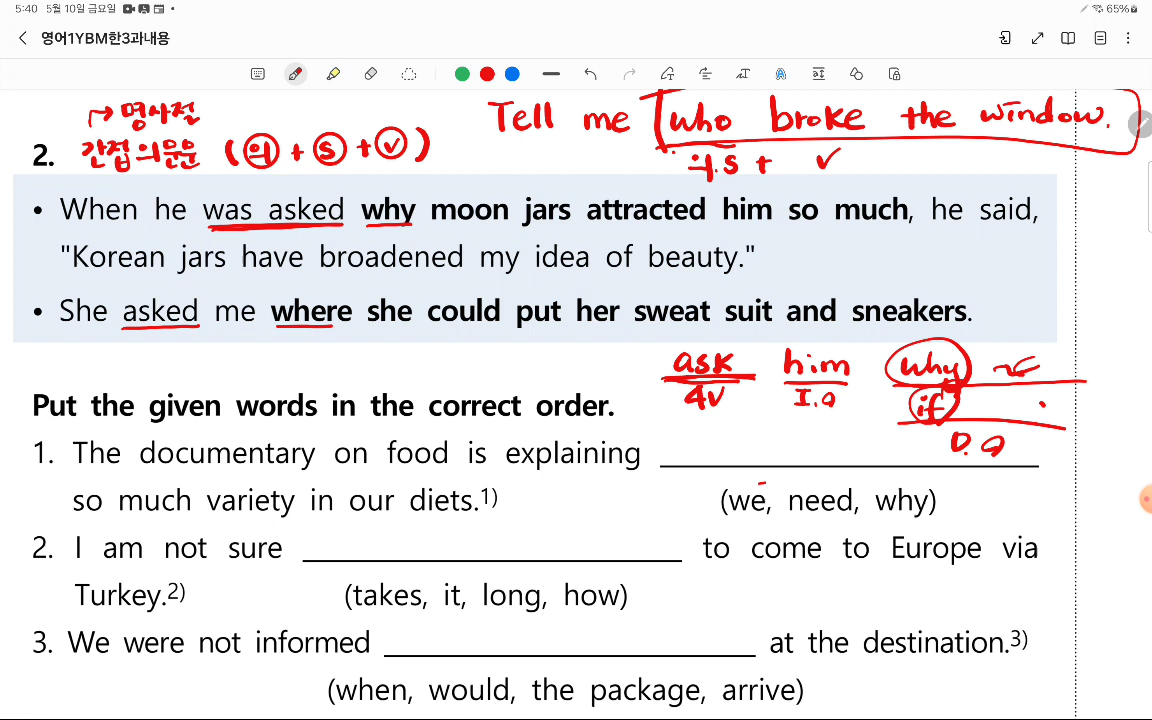 5:40 5월 10일 금요일
65%
영어1YBM한3과내용
→ 명사절
Tell me who broke the window.
2. 간접의문문 (의 + S + V)
의.S + V
• When he was asked why moon jars attracted him so much, he said,
"Korean jars have broadened my idea of beauty."
• She asked me where she could put her sweat suit and sneakers.
ask him why ~
4V I.O if
D.O
Put the given words in the correct order.
1. The documentary on food is explaining
so much variety in our diets.1) (we, need, why)
2. I am not sure to come to Europe via
Turkey.2) (takes, it, long, how)
3. We were not informed at the destination.3)
(when, would, the package, arrive)